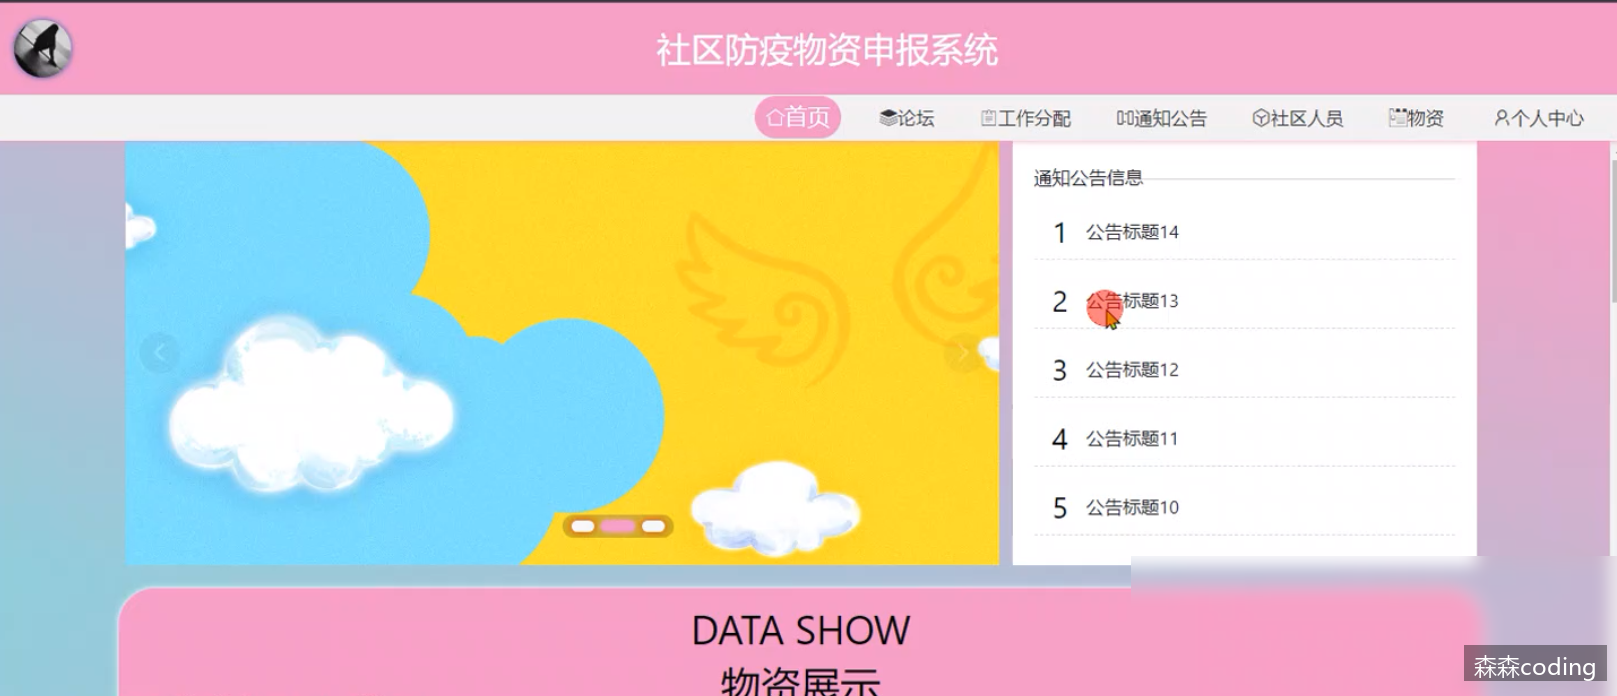 社区防疫物资申报系统
首页 论坛 工作分配 通知公告 社区人员 物资 个人中心
通知公告信息
1 公告标题14
2 公告标题13
3 公告标题12
4 公告标题11
5 公告标题10
DATA SHOW
物资展示
森森coding